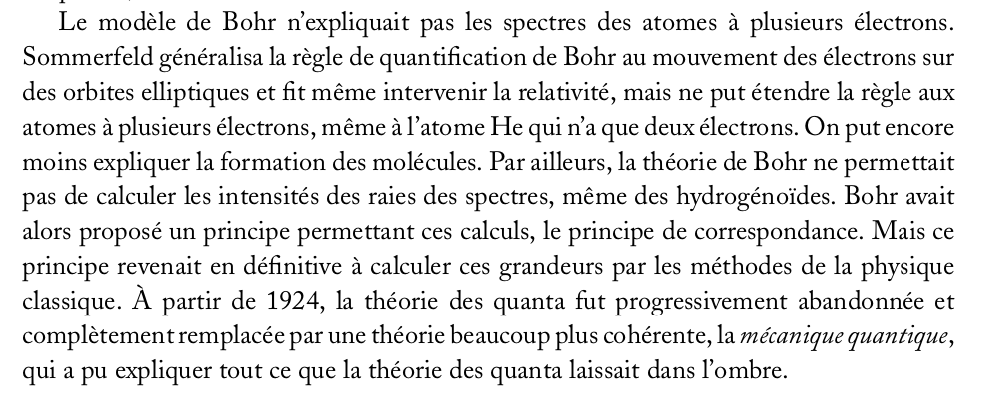 Le modèle de Bohr n’expliquait pas les spectres des atomes à plusieurs électrons.
Sommerfeld généralisa la règle de quantification de Bohr au mouvement des électrons sur
des orbites elliptiques et fit même intervenir la relativité, mais ne put étendre la règle aux
atomes à plusieurs électrons, même à l’atome He qui n’a que deux électrons. On put encore
moins expliquer la formation des molécules. Par ailleurs, la théorie de Bohr ne permettait
pas de calculer les intensités des raies des spectres, même des hydrogénoïdes. Bohr avait
alors proposé un principe permettant ces calculs, le principe de correspondance. Mais ce
principe revenait en définitive à calculer ces grandeurs par les méthodes de la physique
classique. À partir de 1924, la théorie des quanta fut progressivement abandonnée et
complètement remplacée par une théorie beaucoup plus cohérente, la mécanique quantique,
qui a pu expliquer tout ce que la théorie des quanta laissait dans l’ombre.